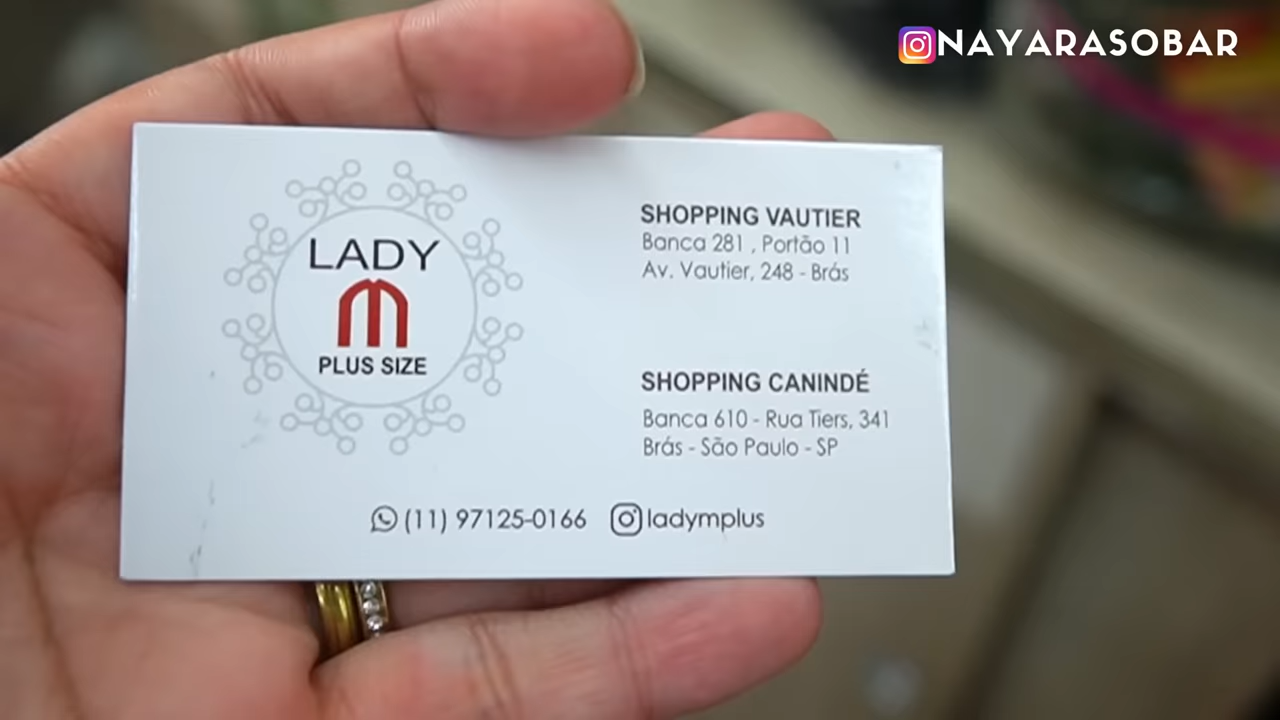 NAYARASOBAR
LADY
M
PLUS SIZE
SHOPPING VAUTIER
Banca 281 , Portão 11
Av. Vautier, 248 - Brás
SHOPPING CANINDÉ
Banca 610 - Rua Tiers, 341
Brás - São Paulo - SP
(11) 97125-0166 ladymplus